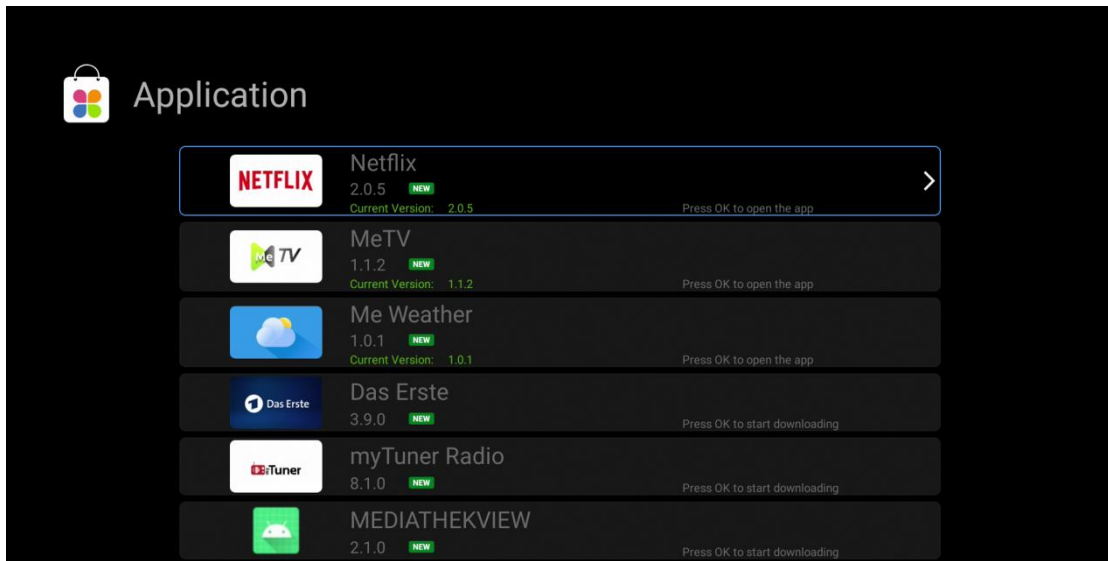 Application
NETFLIX
Netflix
2.0.5 NEW
Current Version: 2.0.5 Press OK to open the app
Me TV
MeTV
1.1.2 NEW
Current Version: 1.1.2 Press OK to open the app
Me Weather
1.0.1 NEW
Current Version: 1.0.1 Press OK to open the app
1 Das Erste
Das Erste
3.9.0 NEW
Press OK to start downloading
Tuner
myTuner Radio
8.1.0 NEW
Press OK to start downloading
MEDIATHEKVIEW
2.1.0 NEW
Press OK to start downloading